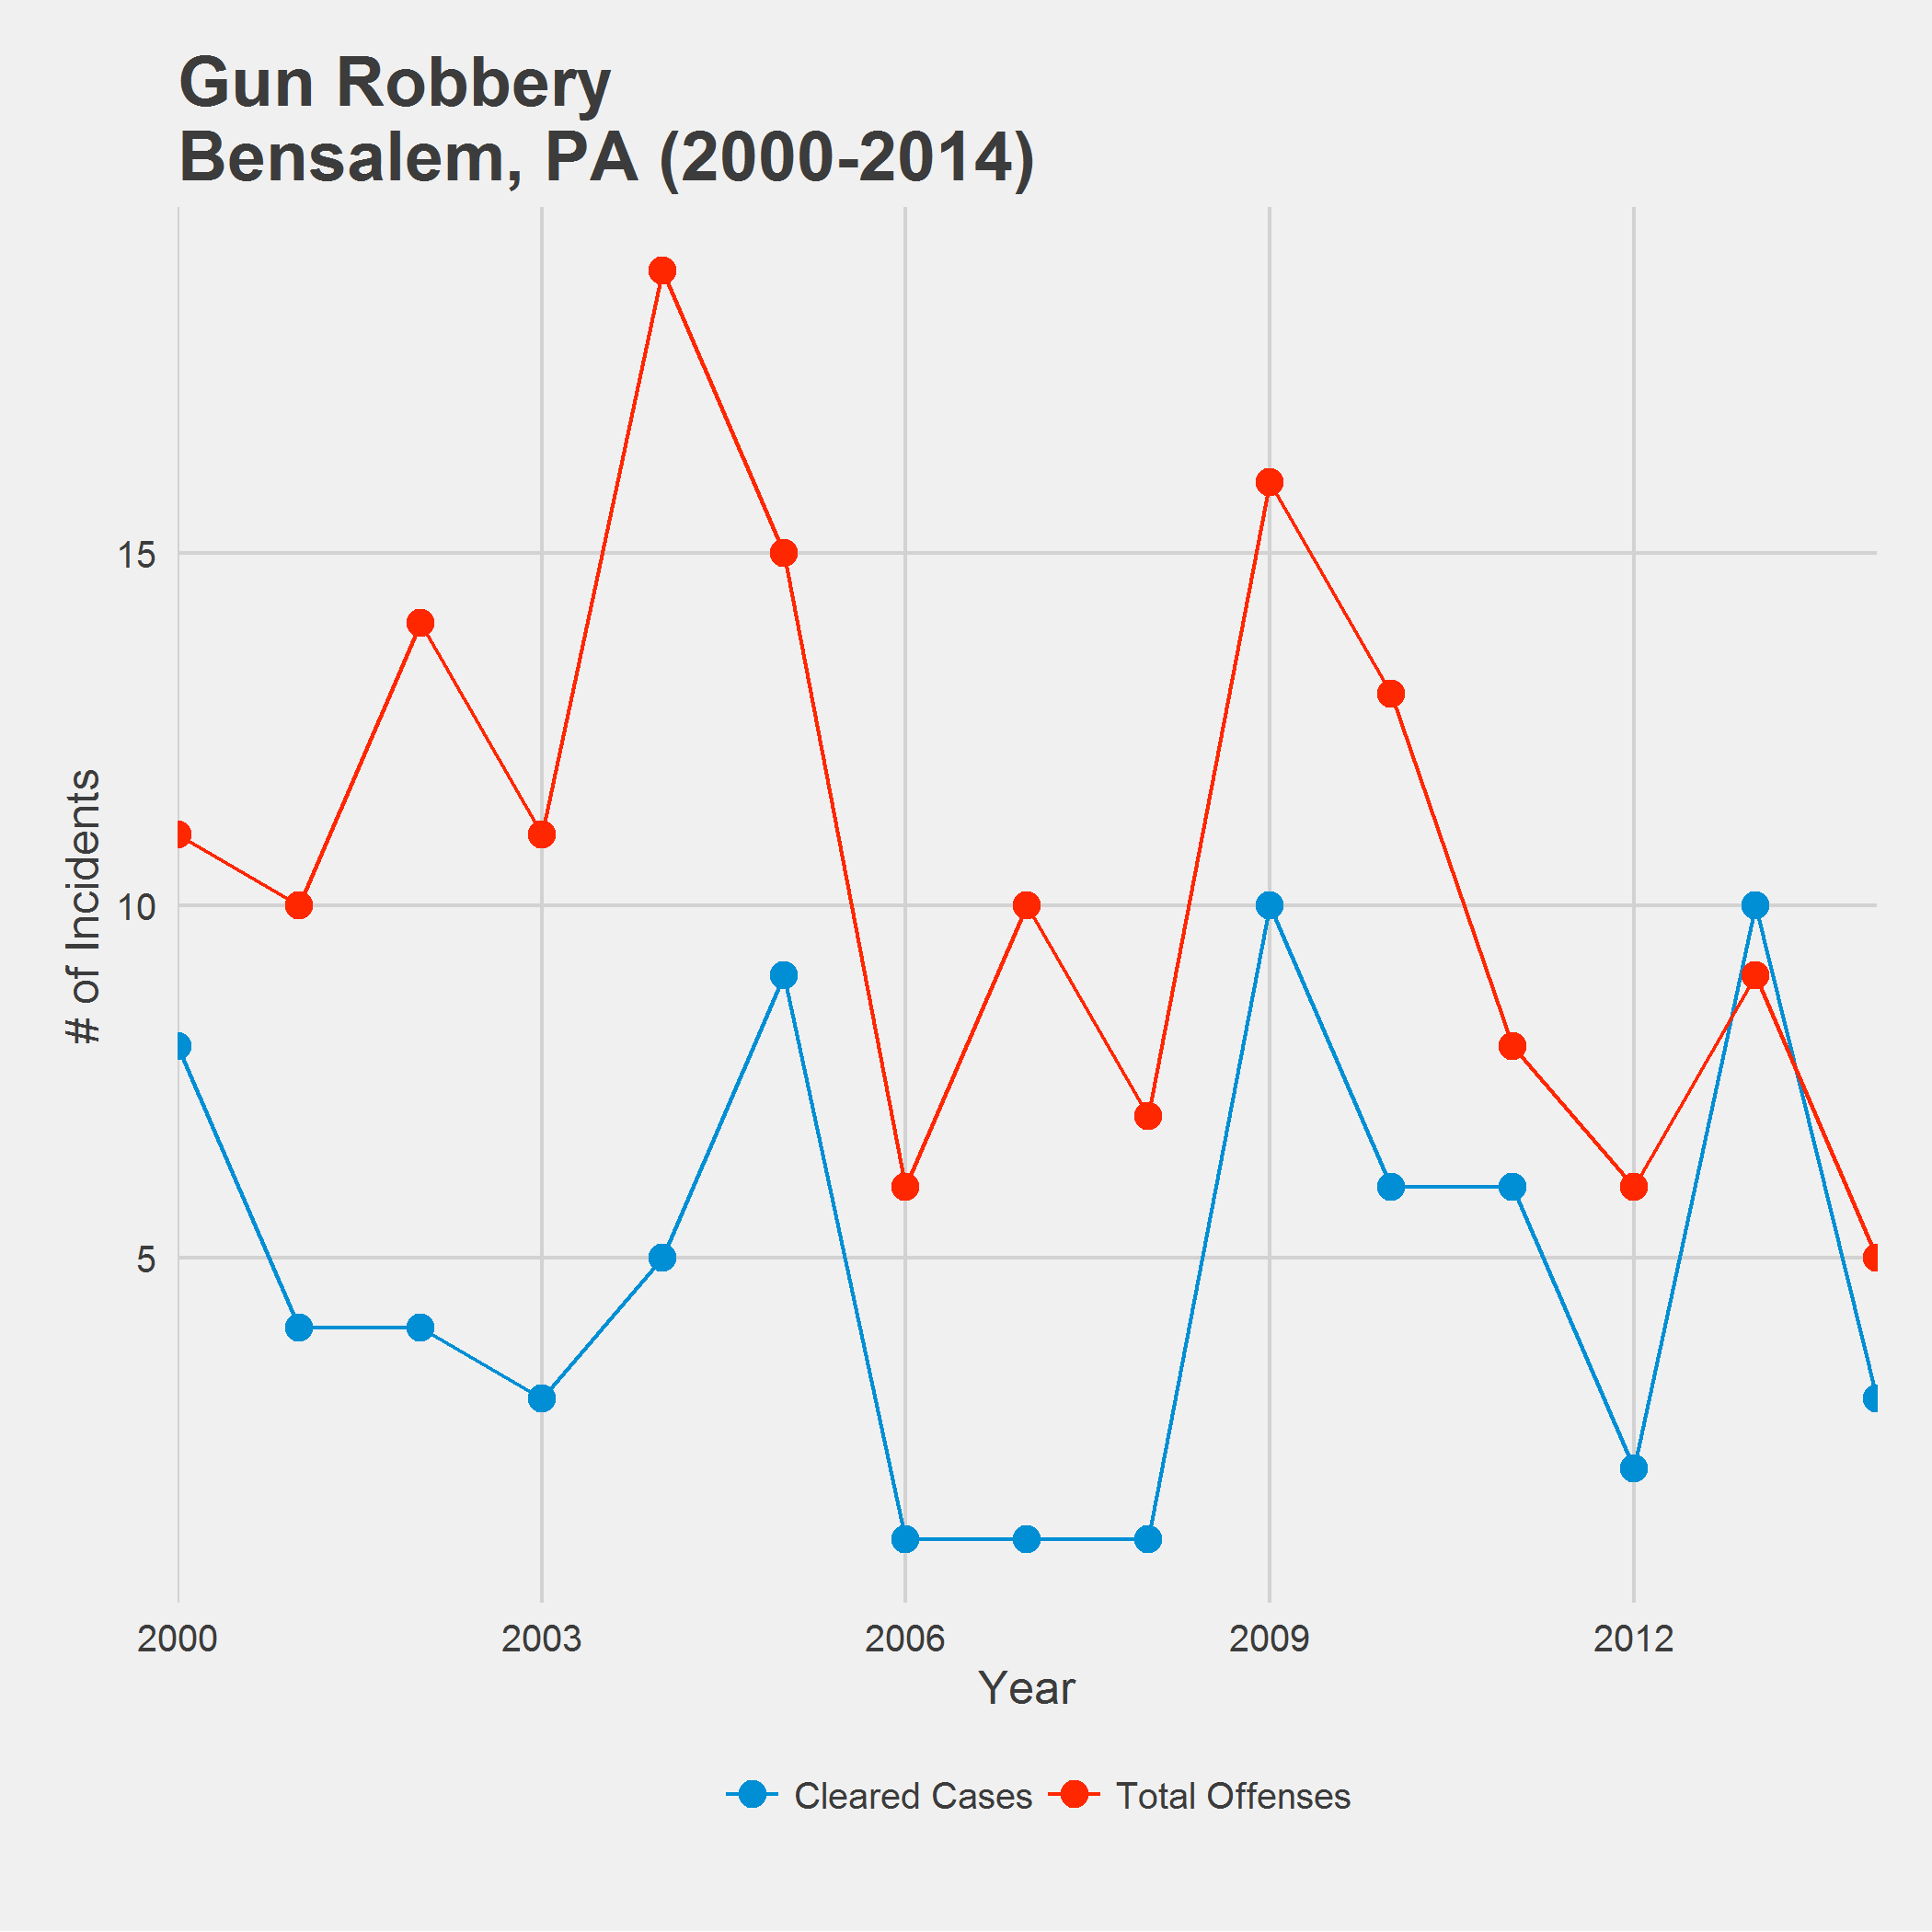 Gun Robbery
Bensalem, PA (2000-2014)
# of Incidents
15
10
5
2000 2003 2006 2009 2012
Year
Cleared Cases Total Offenses